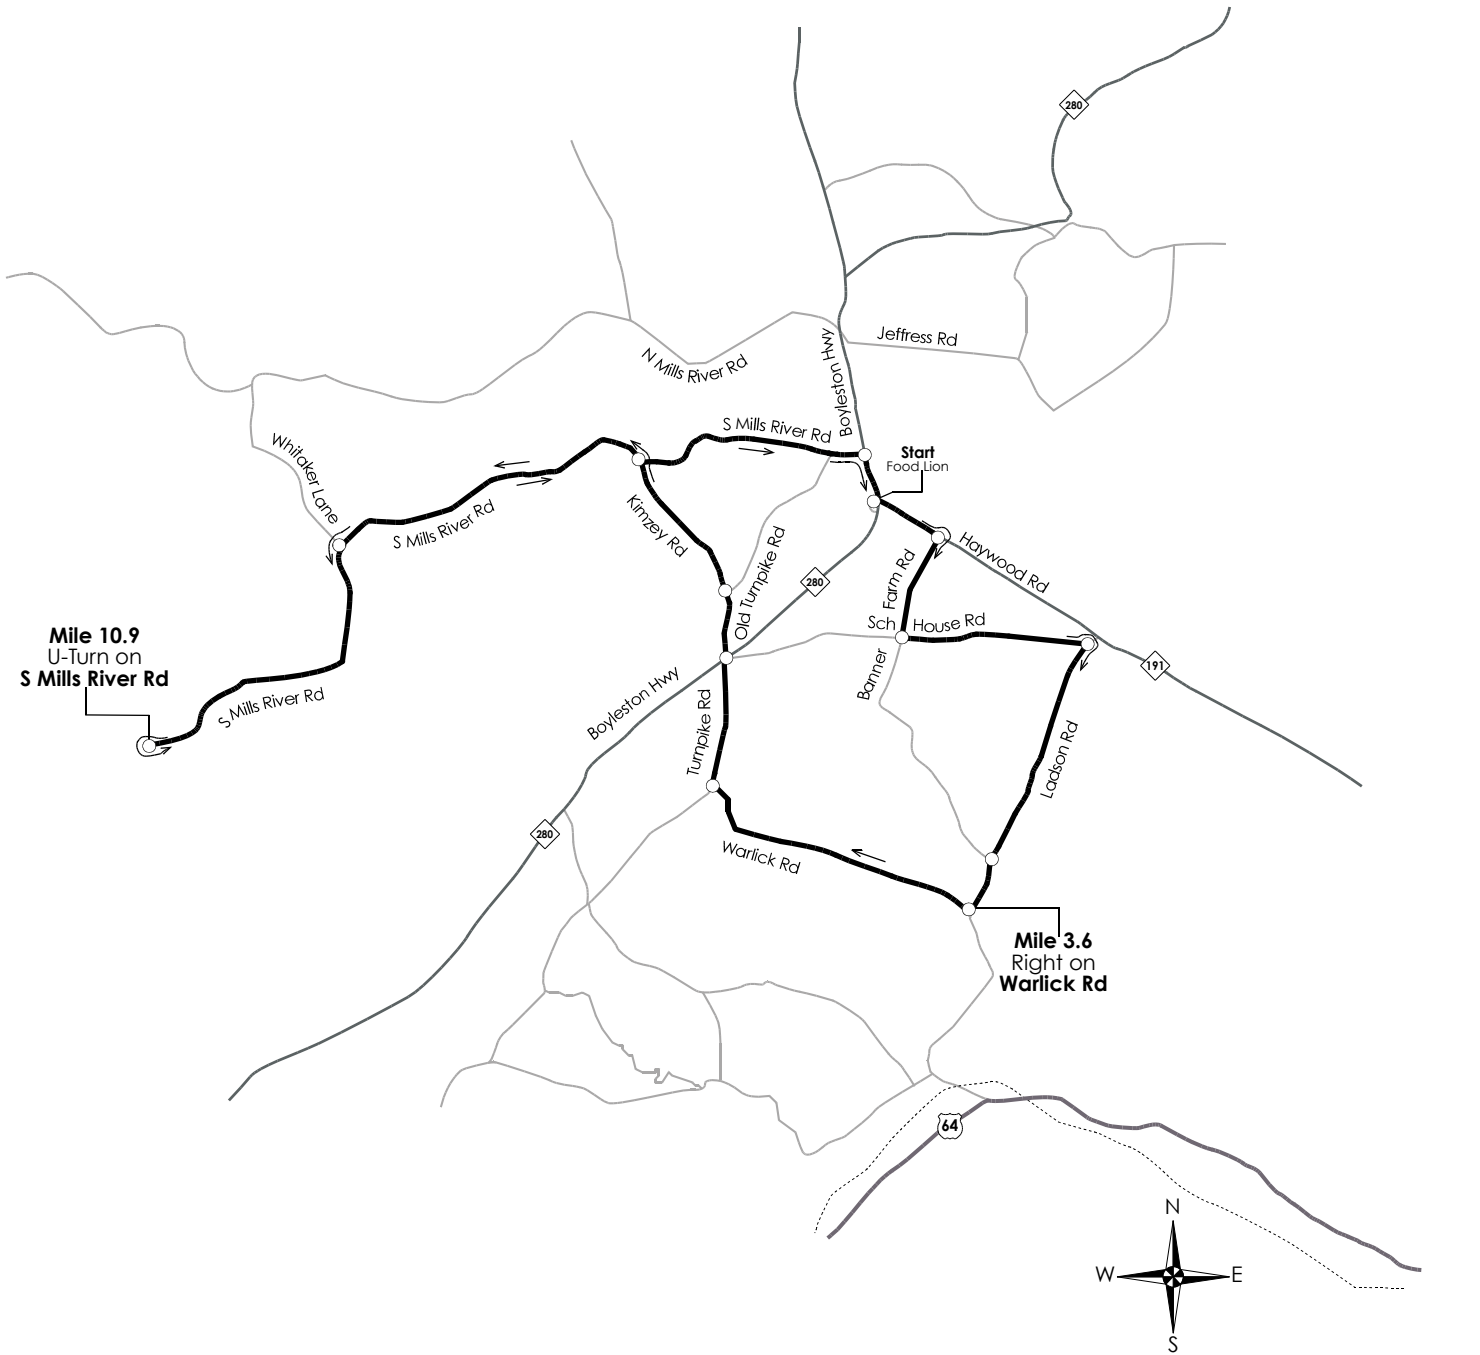 280
Jeffress Rd
N Mills River Rd
Boyleston Hwy
S Mills River Rd
Start
Food Lion
Whitaker Lane
S Mills River Rd
Kimzey Rd
Old Turnpike Rd
280
Farm Rd
Haywood Rd
Sch House Rd
191
Banner
Mile 10.9
U-Turn on
S Mills River Rd
S Mills River Rd
Boyleston Hwy
Turnpike Rd
Ladson Rd
280
Warlick Rd
Mile 3.6
Right on
Warlick Rd
64
N
W E
S